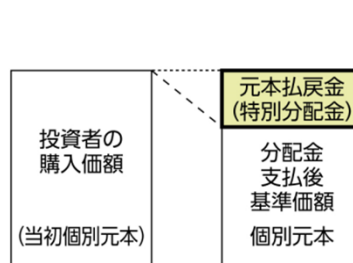 投資者の
購入価額
(当初個別元本)
元本払戻金
(特別分配金)
分配金
支払後
基準価額
個別元本